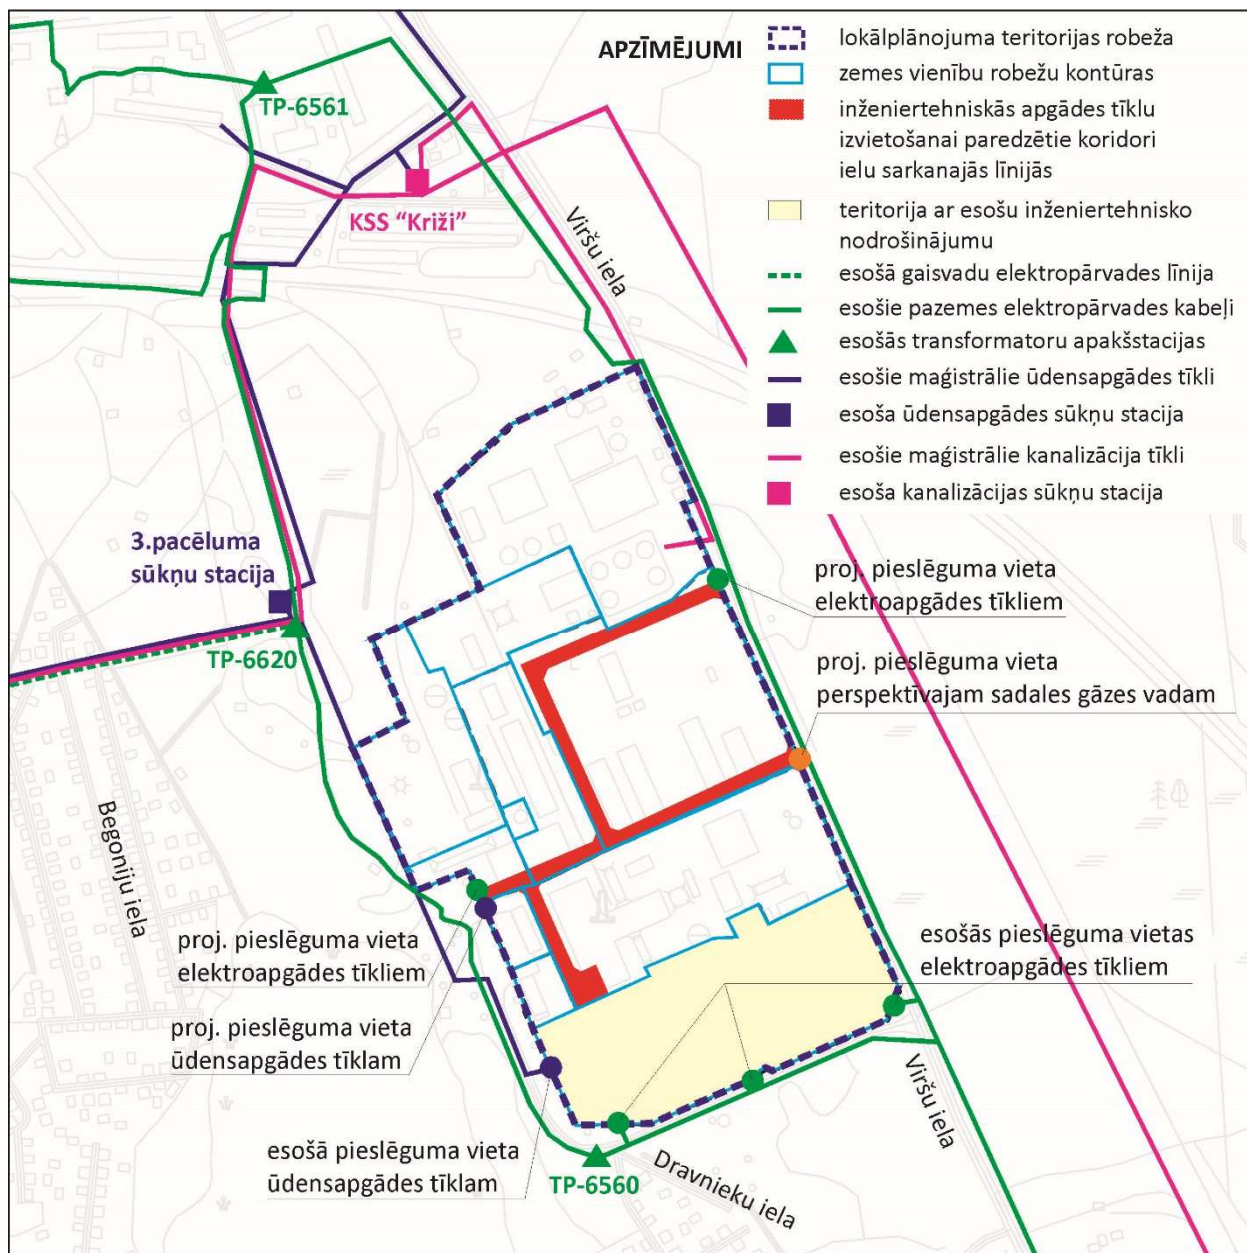 APZĪMĒJUMI
lokālplānojuma teritorijas robeža
zemes vienību robežu kontūras
inženiertehniskās apgādes tīklu
izvietošanai paredzētie koridori
ielu sarkanajās līnijās
teritorija ar esošu inženiertehnisko
nodrošinājumu
esošā gaisvadu elektropārvades līnija
esošie pazemes elektropārvades kabeļi
esošās transformatoru apakšstacijas
esošie maģistrālie ūdensapgādes tīkli
esoša ūdensapgādes sūkņu stacija
esošie maģistrālie kanalizācija tīkli
esoša kanalizācijas sūkņu stacija
TP-6561
KSS "Križi"
Viršu iela
3.pacēluma
sūkņu stacija
TP-6620
proj. pieslēguma vieta
elektroapgādes tīkliem
proj. pieslēguma vieta
perspektīvajam sadales gāzes vadam
Begoniju iela
proj. pieslēguma vieta
elektroapgādes tīkliem
esošās pieslēguma vietas
elektroapgādes tīkliem
proj. pieslēguma vieta
ūdensapgādes tīklam
Viršu iela
esošā pieslēguma vieta
ūdensapgādes tīklam
TP-6560
Dravnieku iela